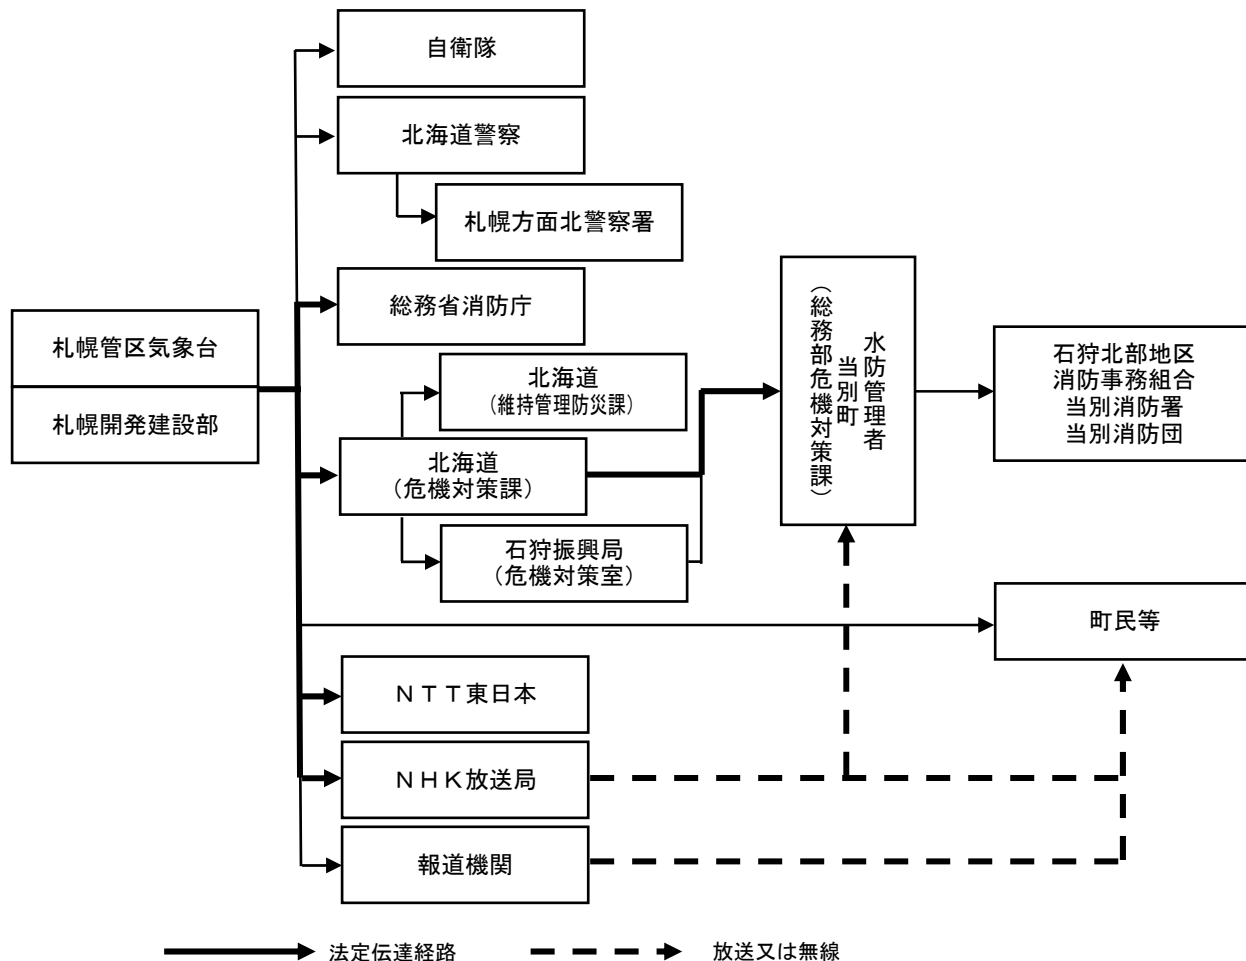 自衛隊
北海道警察
札幌方面北警察署
総務省消防庁
札幌管区気象台
札幌開発建設部
北海道
(維持管理防災課)
北海道
(危機対策課)
石狩振興局
(危機対策室)
水防管理者
当別町
(総務部危機対策課)
石狩北部地区
消防事務組合
当別消防署
当別消防団
町民等
NTT東日本
NHK放送局
報道機関
法定伝達経路
放送又は無線